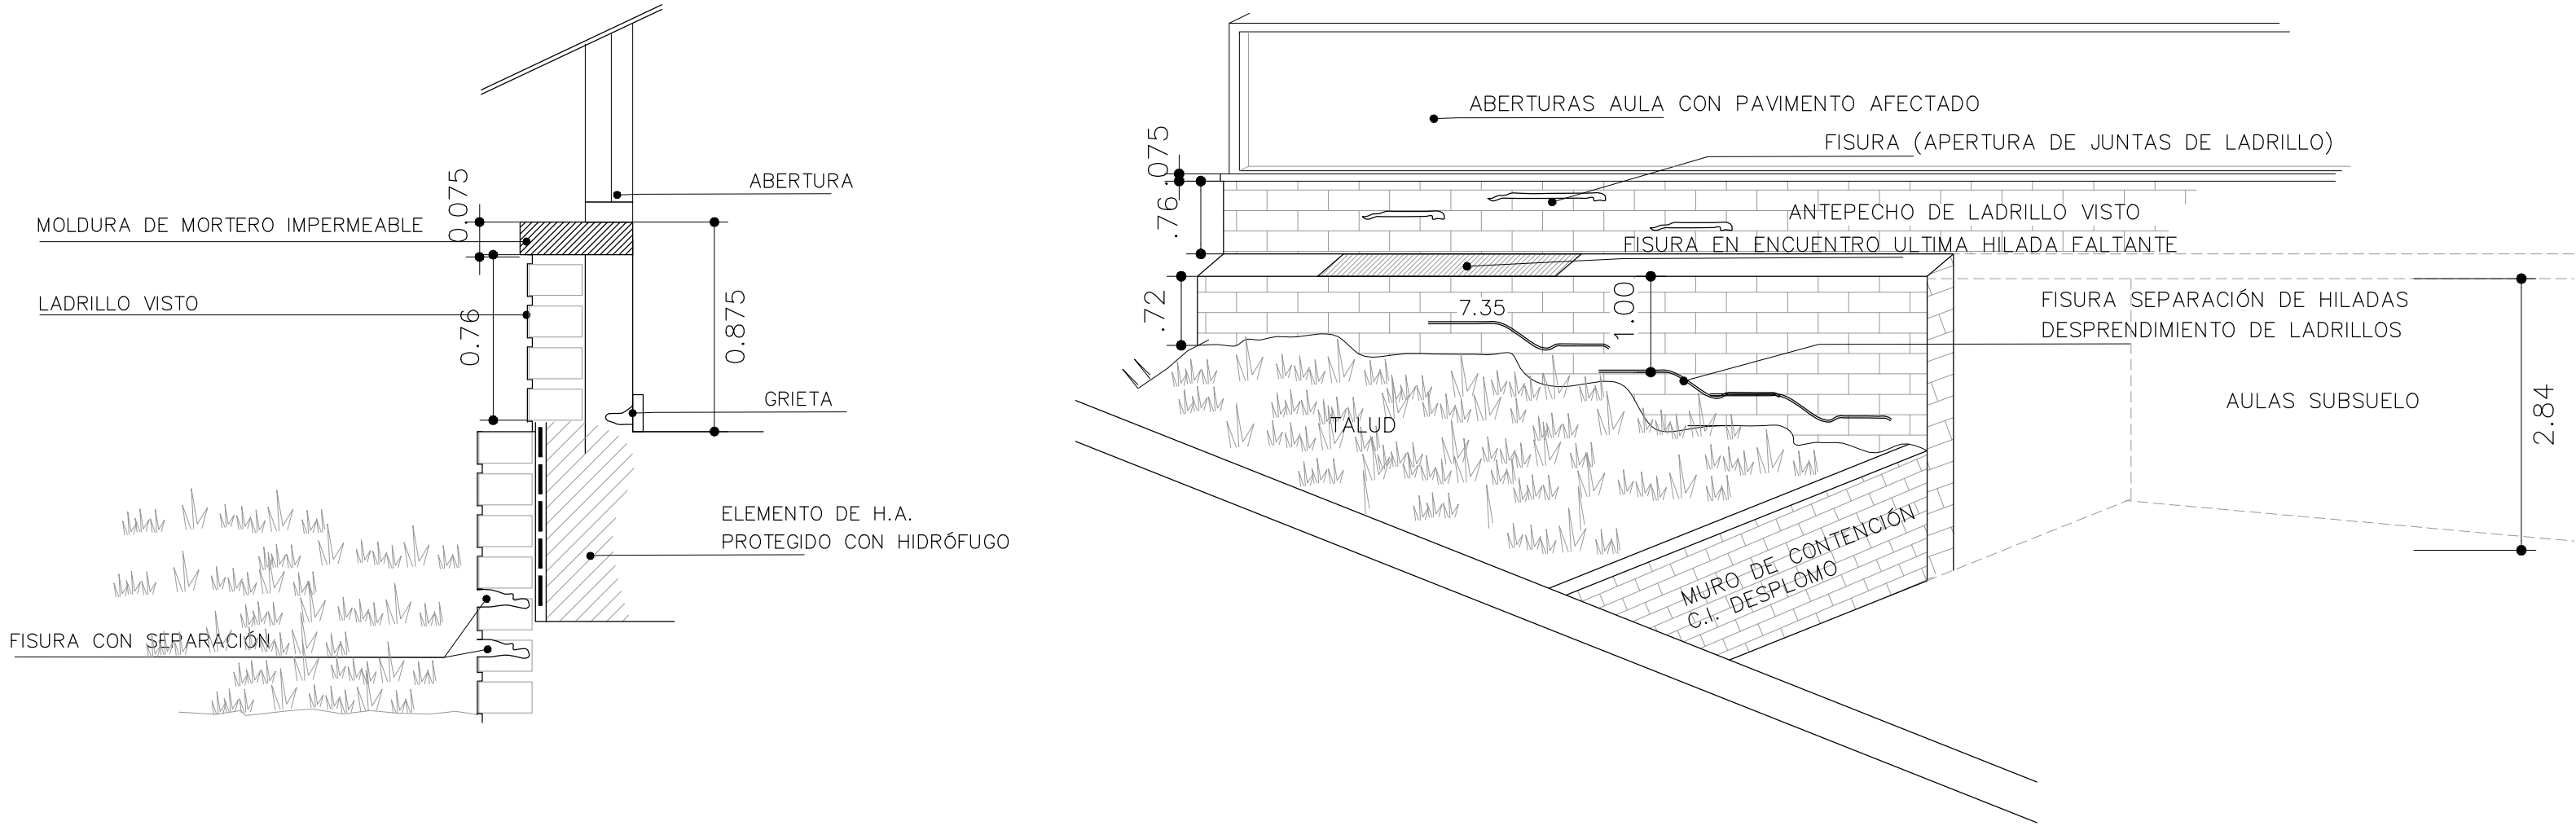 ABERTURA
0.075
MOLDURA DE MORTERO IMPERMEABLE
LADRILLO VISTO
0.76
0.875
GRIETA
ELEMENTO DE H.A.
PROTEGIDO CON HIDRÓFUGO
FISURA CON SEPARACIÓN
ABERTURAS AULA CON PAVIMENTO AFECTADO
FISURA (APERTURA DE JUNTAS DE LADRILLO)
.075
.76
ANTEPECHO DE LADRILLO VISTO
FISURA EN ENCUENTRO ULTIMA HILADA FALTANTE
.72
7.35
1.00
FISURA SEPARACIÓN DE HILADAS
DESPRENDIMIENTO DE LADRILLOS
AULAS SUBSUELO
2.84
TALUD
MURO DE CONTENCIÓN
C.I. DESPLOMO